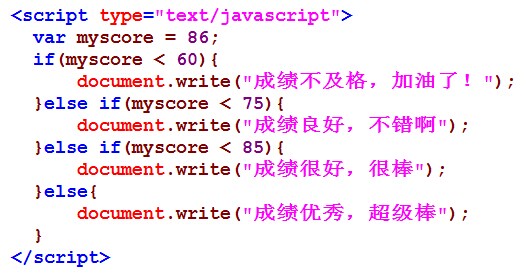 <script type="text/javascript">
var myscore = 86;
if(myscore < 60){
document.write("成绩不及格，加油了！");
}else if(myscore < 75){
document.write("成绩良好，不错啊");
}else if(myscore < 85){
document.write("成绩很好，很棒");
}else{
document.write("成绩优秀，超级棒");
}
</script>